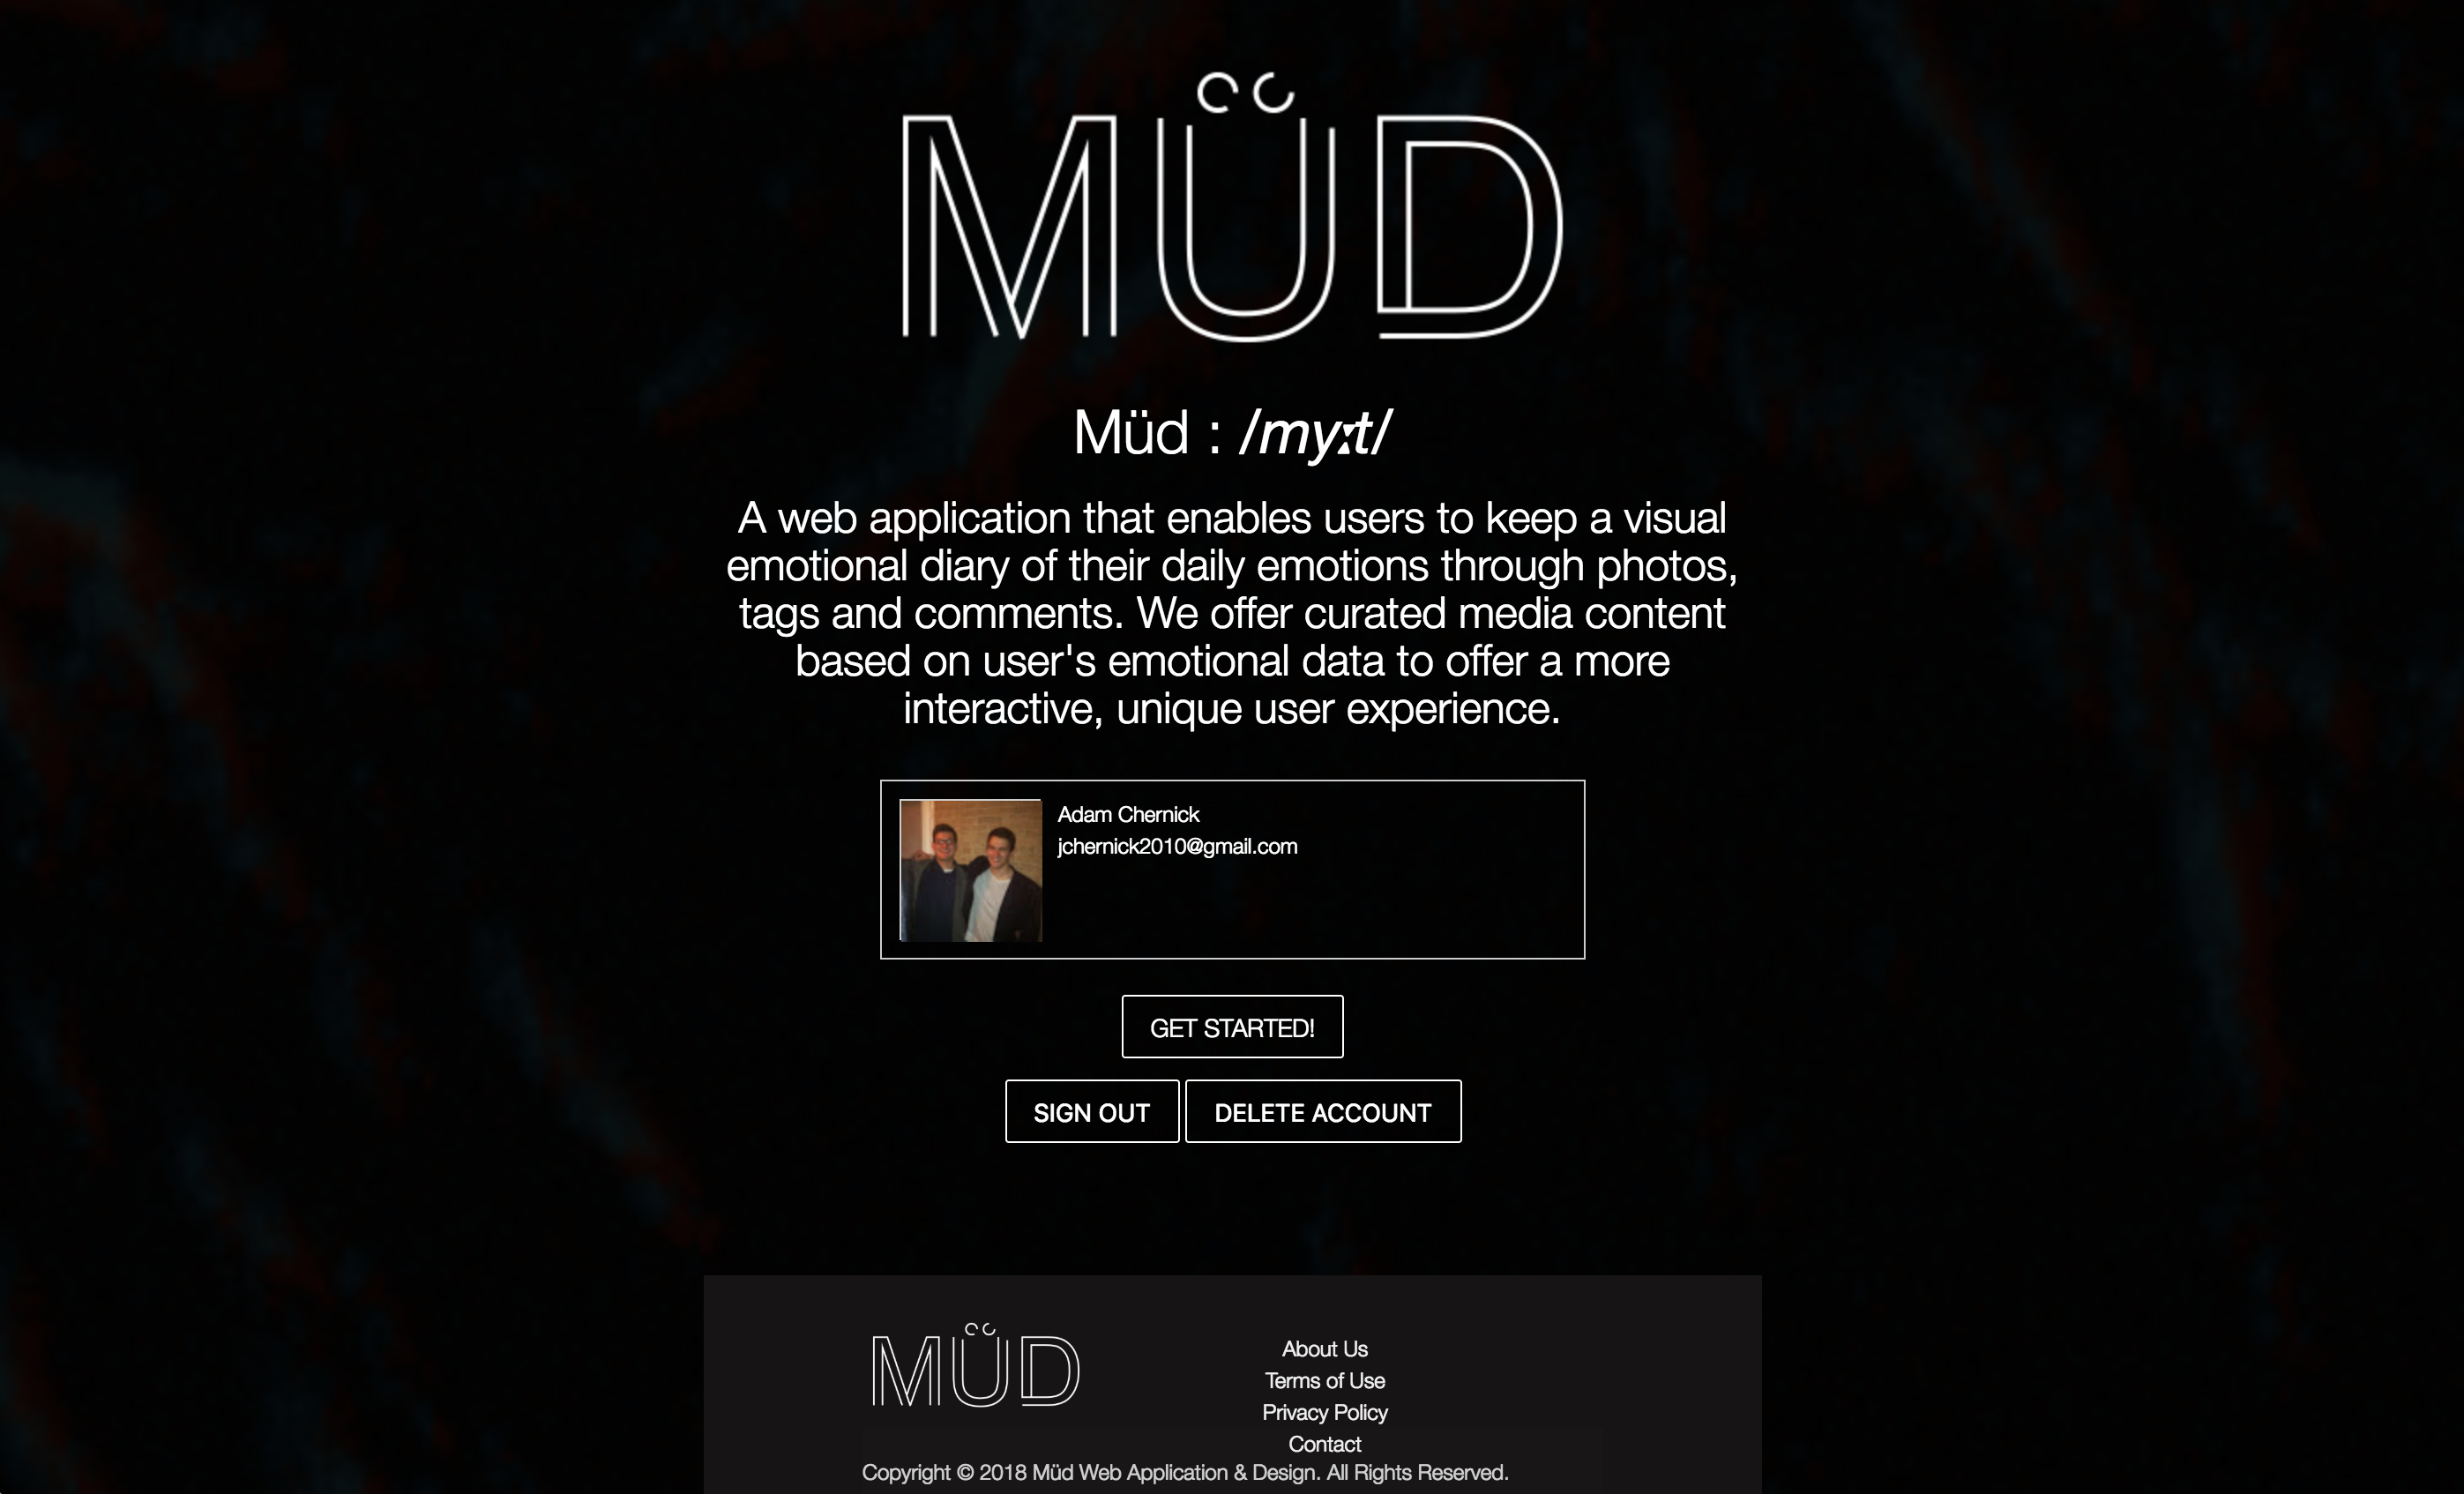 MÜD
Müd : /myːt/
A web application that enables users to keep a visual
emotional diary of their daily emotions through photos,
tags and comments. We offer curated media content
based on user's emotional data to offer a more
interactive, unique user experience.
Adam Chernick
jchernick2010@gmail.com
GET STARTED!
SIGN OUT
DELETE ACCOUNT
MÜD
About Us
Terms of Use
Privacy Policy
Contact
Copyright © 2018 Müd Web Application & Design. All Rights Reserved.